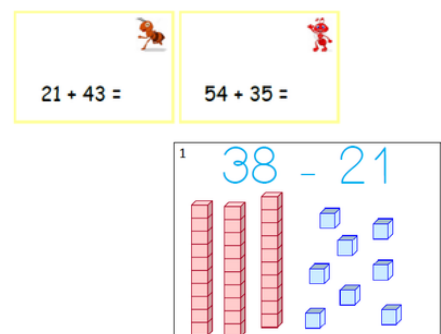 21 + 43 =
54 + 35 =
1
38 - 21